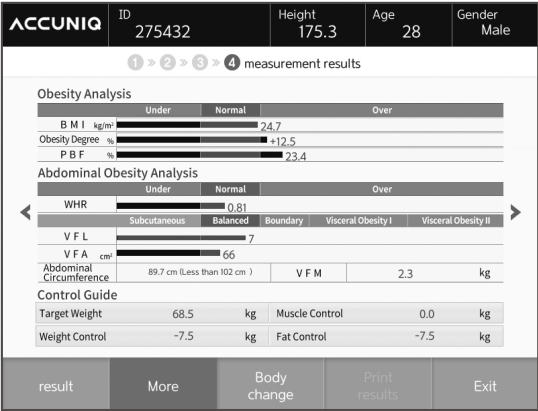 ACCUNIQ
ID
275432
Height
175.3
Age
28
Gender
Male
1 » 2 » 3 » 4 measurement results
Obesity Analysis
Under Normal Over
B M I kg/m² 24.7
Obesity Degree % +12.5
P B F % 23.4
Abdominal Obesity Analysis
Under Normal Over
WHR 0.81
Subcutaneous Balanced Boundary Visceral Obesity I Visceral Obesity II
V F L 7
V F A cm² 66
Abdominal
Circumference 89.7 cm (Less than 102 cm ) V F M 2.3 kg
Control Guide
Target Weight 68.5 kg Muscle Control 0.0 kg
Weight Control -7.5 kg Fat Control -7.5 kg
result More Body change Print results Exit